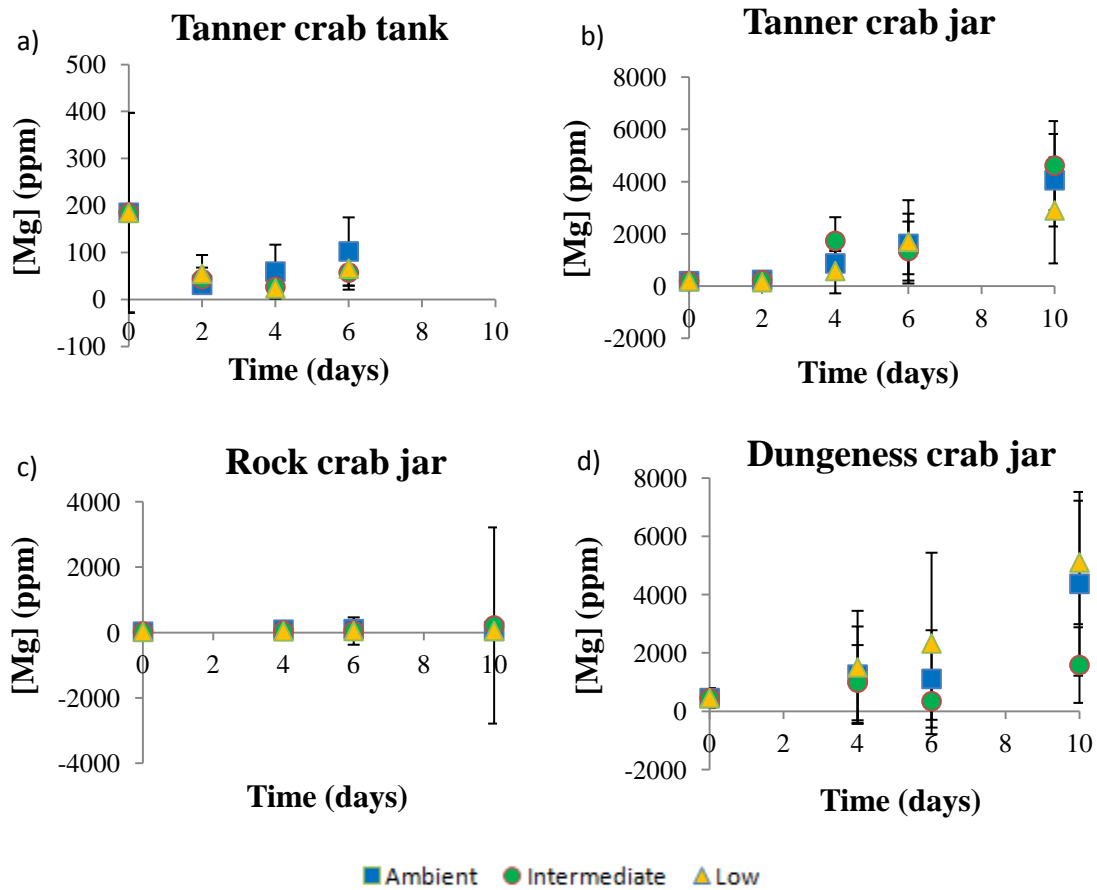 a)
Tanner crab tank
[Mg] (ppm)
500
400
300
200
100
0
-100
0 2 4 6 8 10
Time (days)
b)
Tanner crab jar
[Mg] (ppm)
8000
6000
4000
2000
0
-2000
0 2 4 6 8 10
Time (days)
c)
Rock crab jar
[Mg] (ppm)
4000
2000
0
-2000
-4000
0 2 4 6 8 10
Time (days)
d)
Dungeness crab jar
[Mg] (ppm)
8000
6000
4000
2000
0
-2000
0 2 4 6 8 10
Time (days)
Ambient Intermediate Low